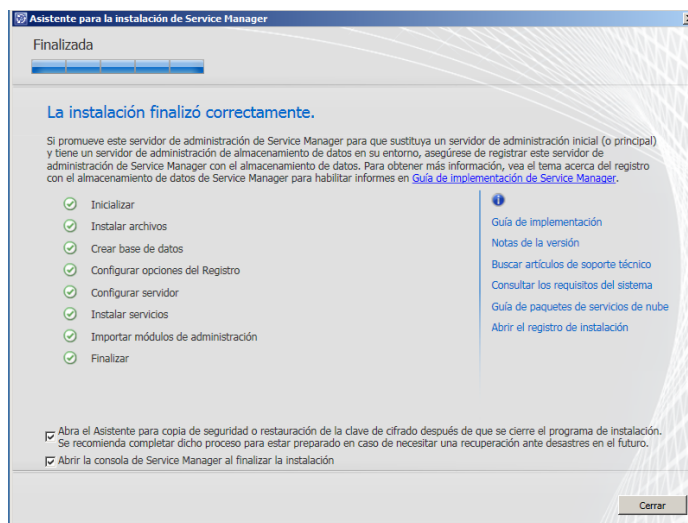 Asistente para la instalación de Service Manager
Finalizada
La instalación finalizó correctamente.
Si promueve este servidor de administración de Service Manager para que sustituya un servidor de administración inicial (o principal)
y tiene un servidor de administración de almacenamiento de datos en su entorno, asegúrese de registrar este servidor de
administración de Service Manager con el almacenamiento de datos. Para obtener más información, vea el tema acerca del registro
con el almacenamiento de datos de Service Manager para habilitar informes en Guía de implementación de Service Manager.
Inicializar
Instalar archivos
Crear base de datos
Configurar opciones del Registro
Configurar servidor
Instalar servicios
Importar módulos de administración
Finalizar
Guía de implementación
Notas de la versión
Buscar artículos de soporte técnico
Consultar los requisitos del sistema
Guía de paquetes de servicios de nube
Abrir el registro de instalación
Abra el Asistente para copia de seguridad o restauración de la clave de cifrado después de que se cierre el programa de instalación.
Se recomienda completar dicho proceso para estar preparado en caso de necesitar una recuperación ante desastres en el futuro.
Abrir la consola de Service Manager al finalizar la instalación
Cerrar